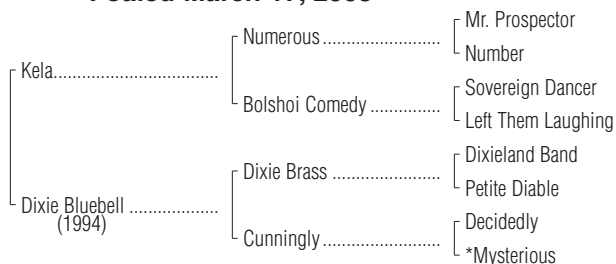 Foaled March 17,
Mr. Prospector
Numerous
Number
Kela
Sovereign Dancer
Bolshoi Comedy
Left Them Laughing
Dixieland Band
Dixie Brass
Petite Diable
Dixie Bluebell
(1994)
Decidedly
Cunningly
*Mysterious